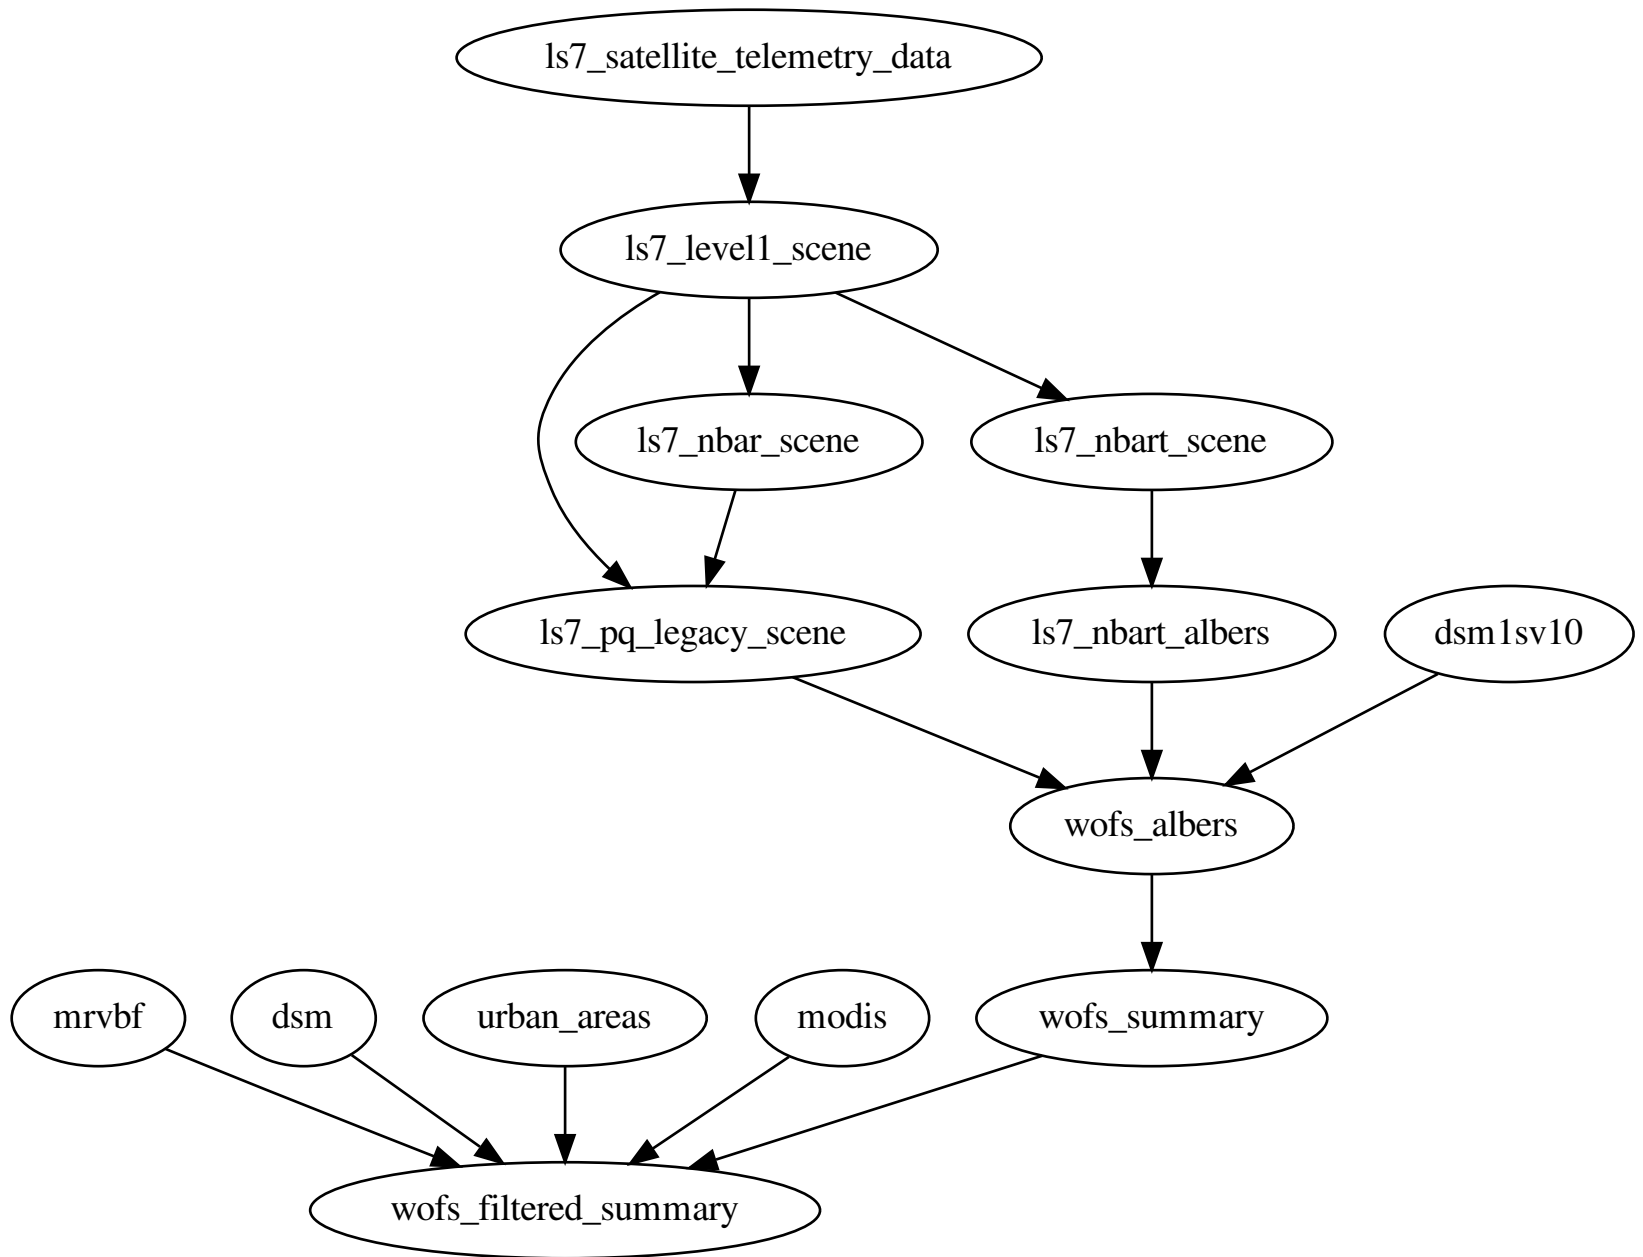 ls7_satellite_telemetry_data
ls7_level1_scene
ls7_nbar_scene
ls7_nbart_scene
ls7_pq_legacy_scene
ls7_nbart_albers
dsm1sv10
wofs_albers
mrvbf
dsm
urban_areas
modis
wofs_summary
wofs_filtered_summary